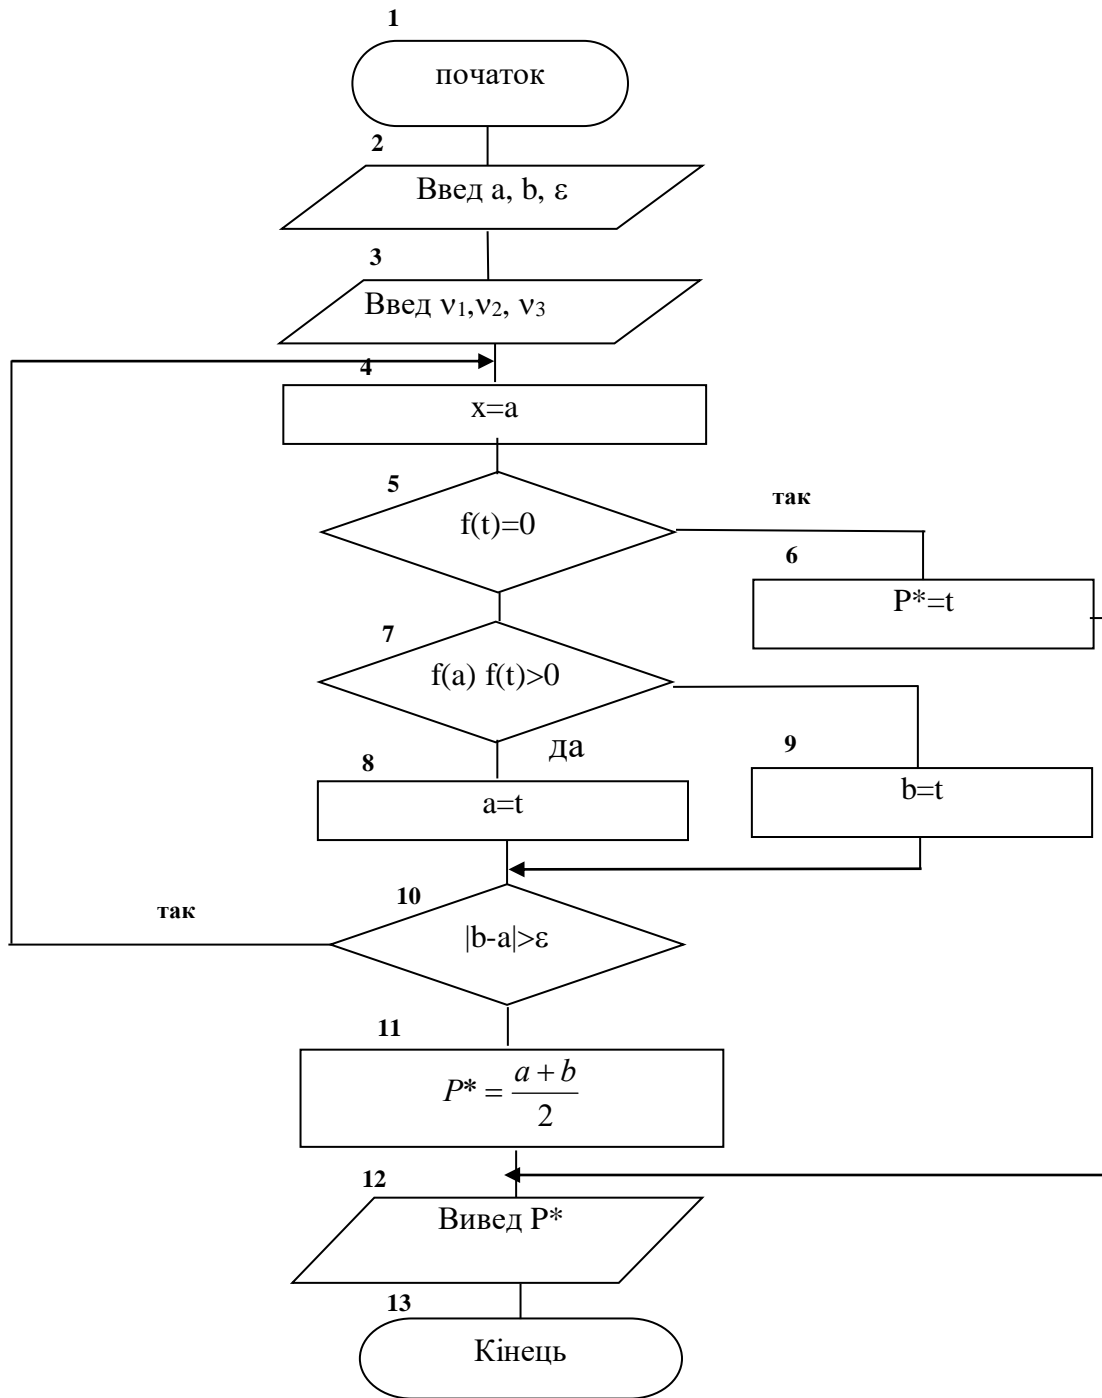 1
початок
2
Введ a, b, ε
3
Введ ν₁,ν₂, ν₃
4
x=a
5
f(t)=0
так
6
P*=t
7
f(a) f(t)>0
да
8
a=t
9
b=t
10
|b-a|>ε
так
11
P* = \frac{a + b}{2}
12
Вивед P*
13
Кінець